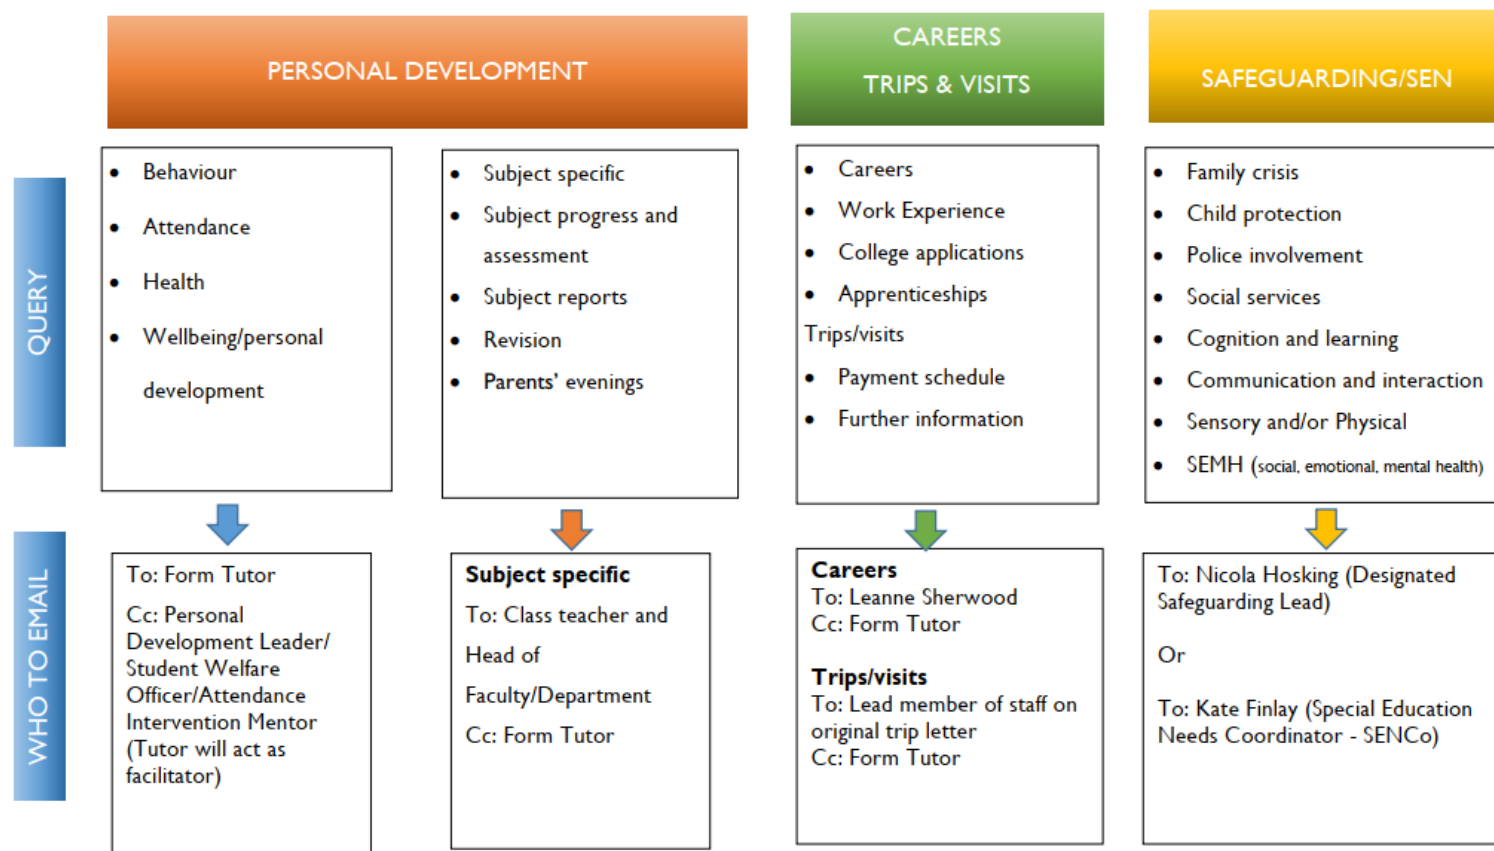 PERSONAL DEVELOPMENT
CAREERS
TRIPS & VISITS
SAFEGUARDING/SEN
QUERY
• Behaviour
• Attendance
• Health
• Wellbeing/personal
development
• Subject specific
• Subject progress and
assessment
• Subject reports
• Revision
• Parents’ evenings
• Careers
• Work Experience
• College applications
• Apprenticeships
Trips/visits
• Payment schedule
• Further information
• Family crisis
• Child protection
• Police involvement
• Social services
• Cognition and learning
• Communication and interaction
• Sensory and/or Physical
• SEMH (social, emotional, mental health)
WHO TO EMAIL
To: Form Tutor
Cc: Personal
Development Leader/
Student Welfare
Officer/Attendance
Intervention Mentor
(Tutor will act as
facilitator)
Subject specific
To: Class teacher and
Head of
Faculty/Department
Cc: Form Tutor
Careers
To: Leanne Sherwood
Cc: Form Tutor
Trips/visits
To: Lead member of staff on
original trip letter
Cc: Form Tutor
To: Nicola Hosking (Designated
Safeguarding Lead)
Or
To: Kate Finlay (Special Education
Needs Coordinator - SENCo)